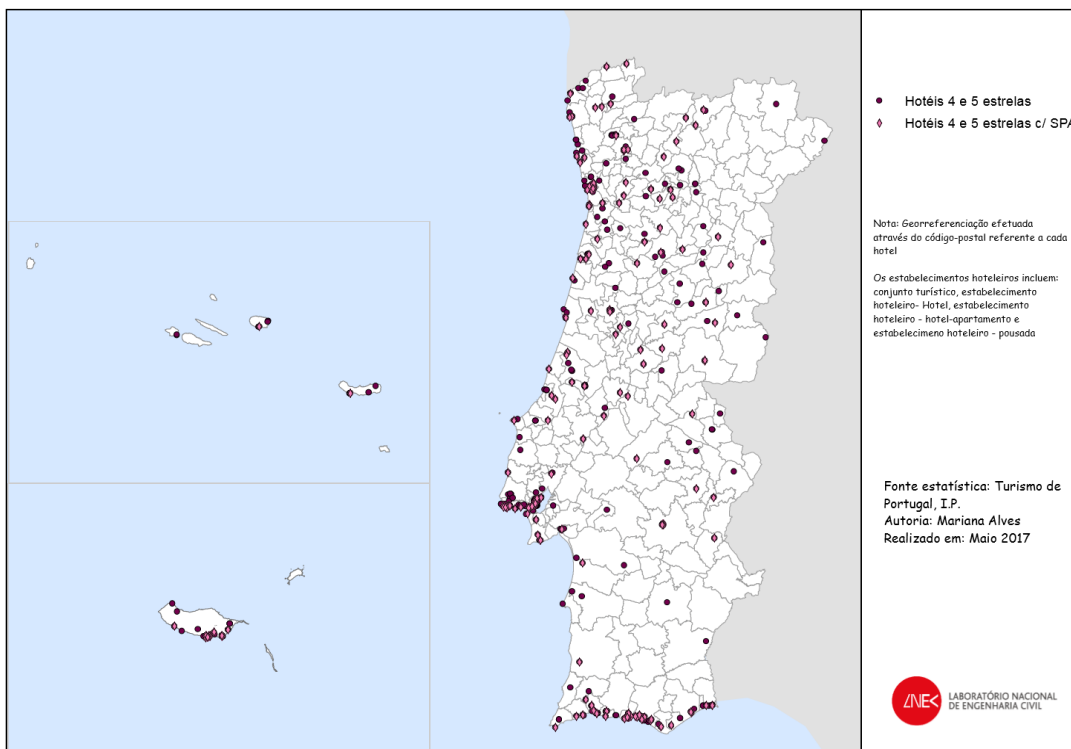 Hotéis 4 e 5 estrelas
Hotéis 4 e 5 estrelas c/ SPA
Nota: Georreferenciação efetuada
através do código-postal referente a cada
hotel
Os estabelecimentos hoteleiros incluem:
conjunto turístico, estabelecimento
hoteleiro- Hotel, estabelecimento
hoteleiro - hotel-apartamento e
estabelecimeno hoteleiro - pousada
Fonte estatística: Turismo de
Portugal, I.P.
Autoria: Mariana Alves
Realizado em: Maio 2017
LNEC
LABORATÓRIO NACIONAL
DE ENGENHARIA CIVIL